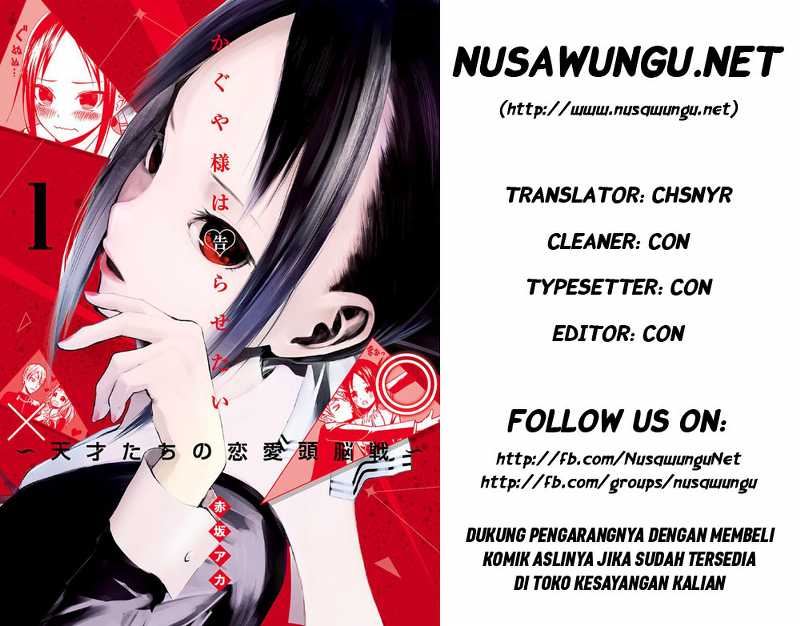 ぐぬぬ…
かぐや様は告らせたい
1
〜天才たちの恋愛頭脳戦〜
赤坂アカ
NUSAWUNGU.NET
(http://www.nusawungu.net)
TRANSLATOR: CHSNYR
CLEANER: CON
TYPESETTER: CON
EDITOR: CON
FOLLOW US ON:
http://fb.com/NusawunguNet
http://fb.com/groups/nusawungu
DUKUNG PENGARANGNYA DENGAN MEMBELI
KOMIK ASLINYA JIKA SUDAH TERSEDIA
DI TOKO KESAYANGAN KALIAN